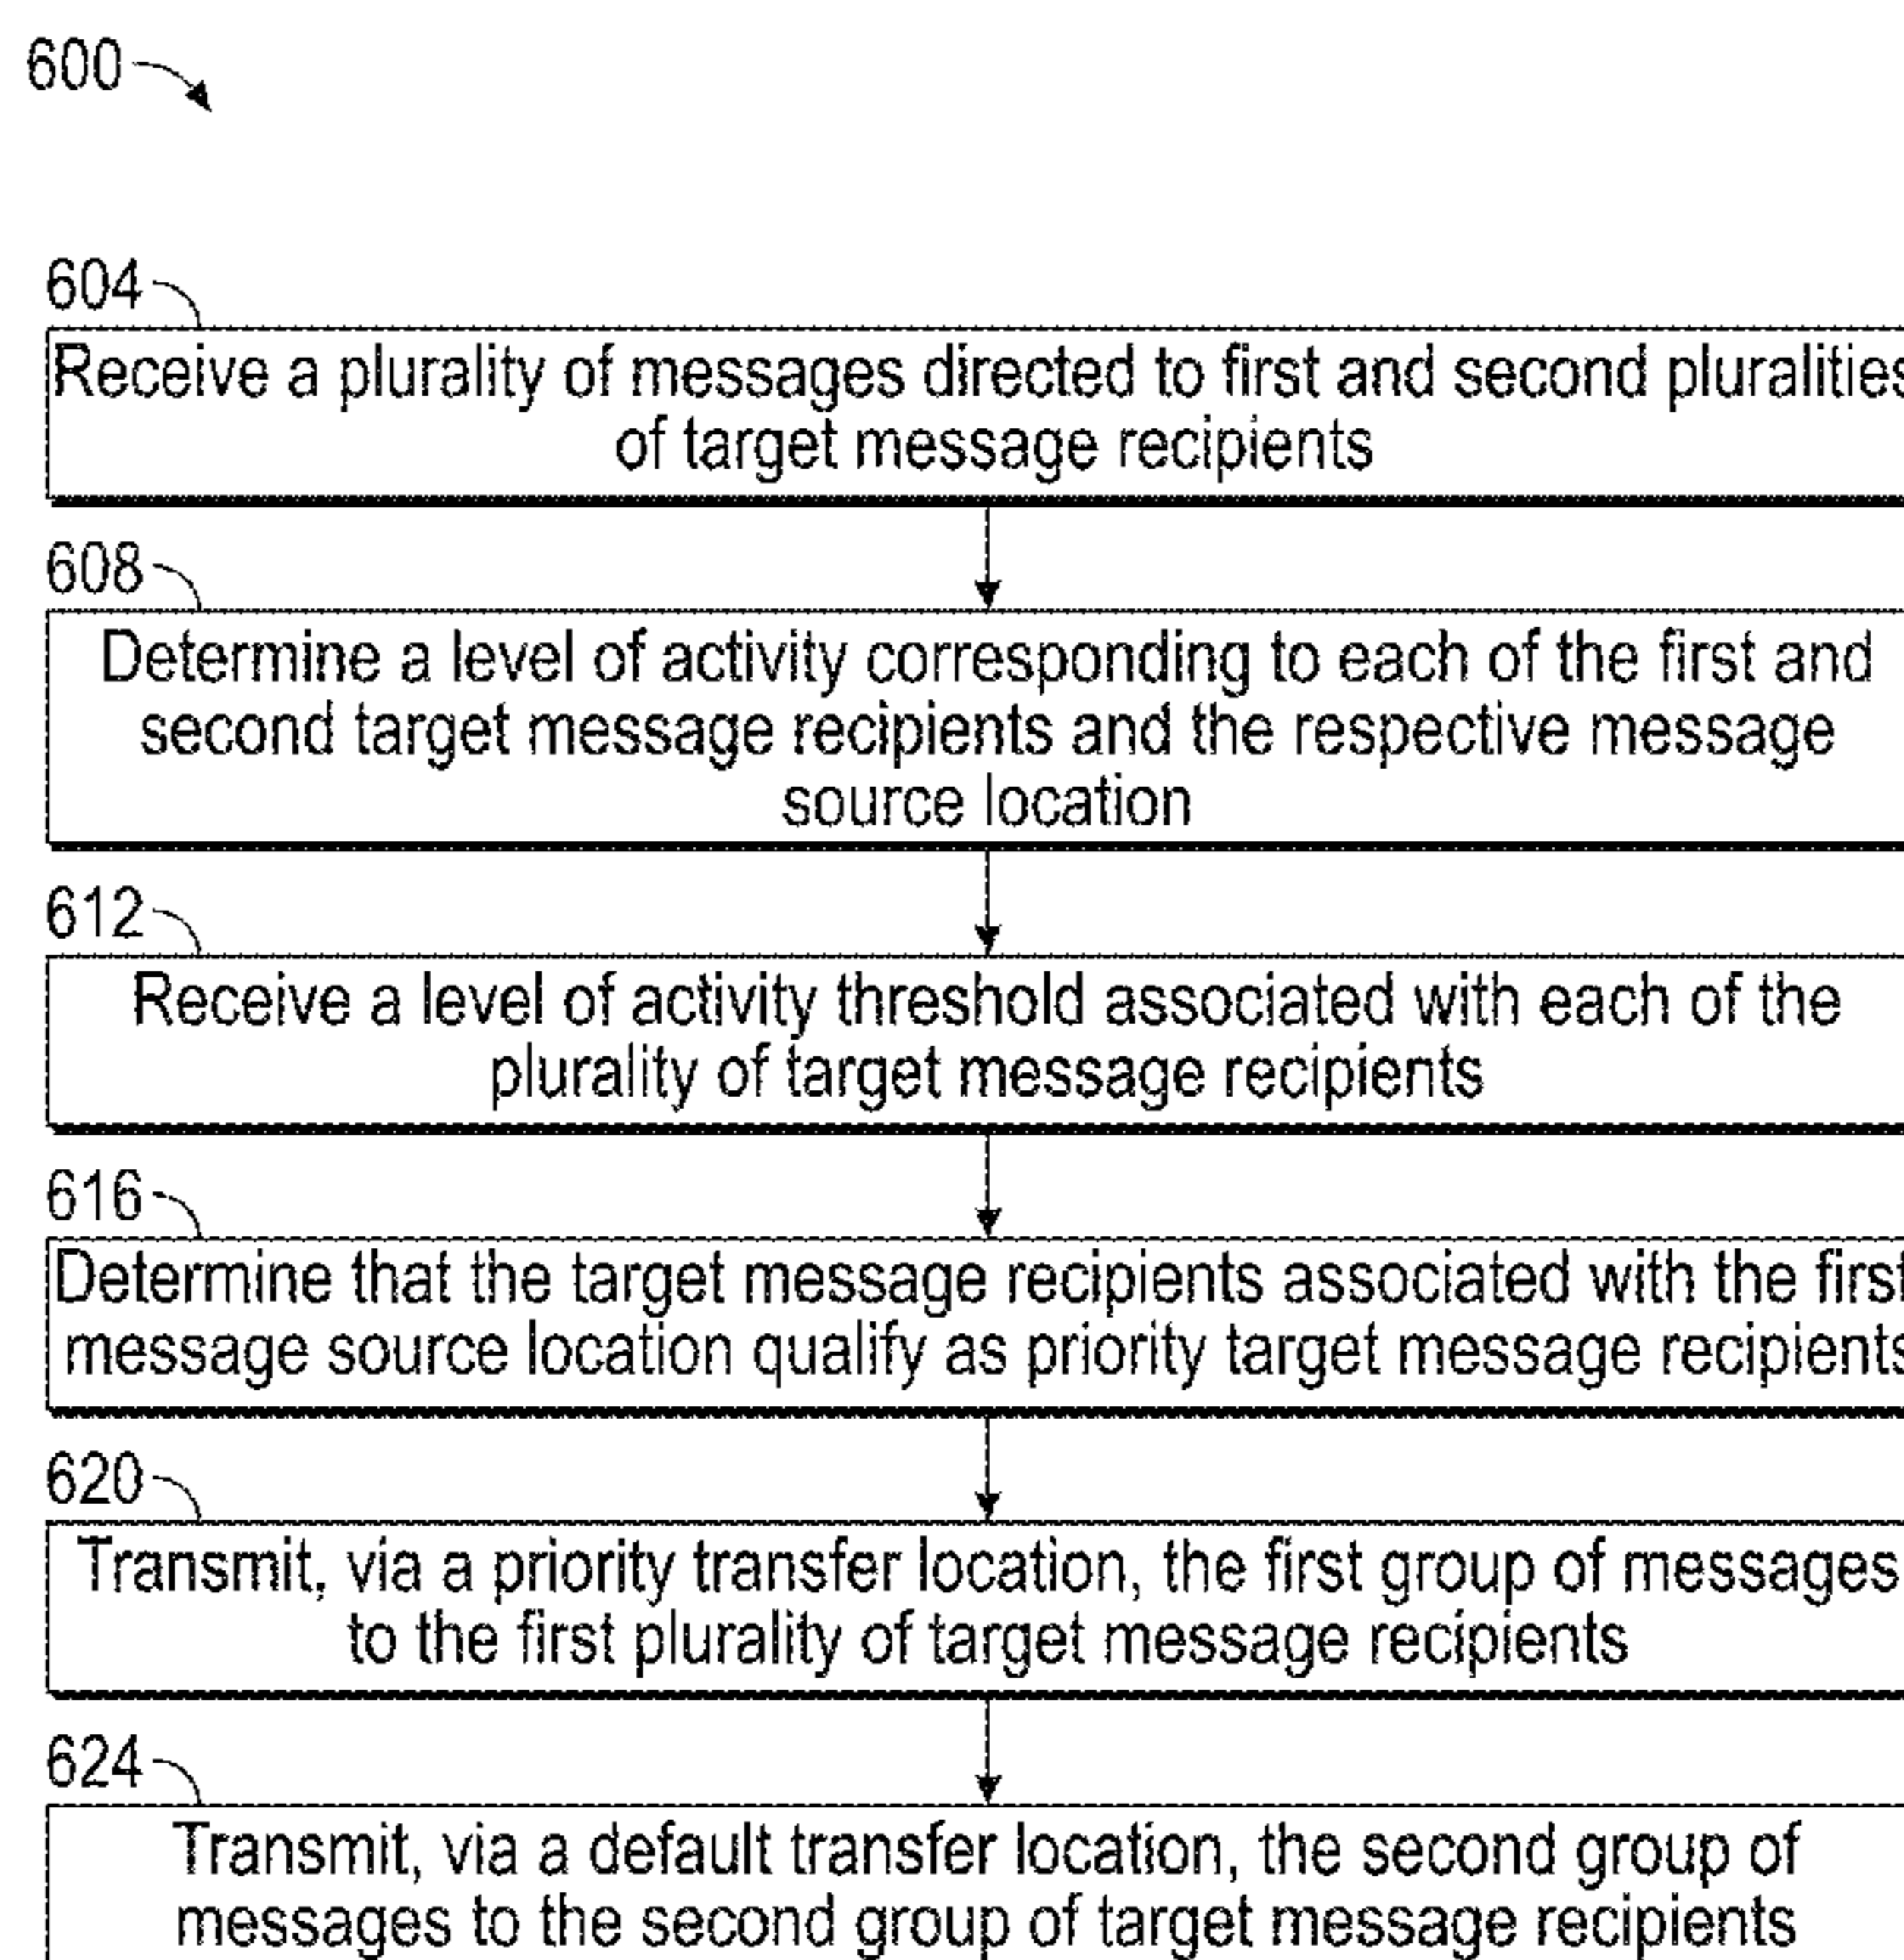 600
604
Receive a plurality of messages directed to first and second pluralities
of target message recipients
608
Determine a level of activity corresponding to each of the first and
second target message recipients and the respective message
source location
612
Receive a level of activity threshold associated with each of the
plurality of target message recipients
616
Determine that the target message recipients associated with the first
message source location qualify as priority target message recipients
620
Transmit, via a priority transfer location, the first group of messages
to the first plurality of target message recipients
624
Transmit, via a default transfer location, the second group of
messages to the second group of target message recipients